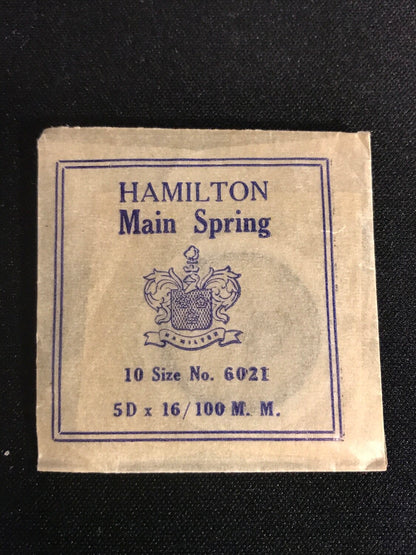 HAMILTON
Main Spring
HAMILTON
10 Size No. 6021
5D x 16/100 M. M.